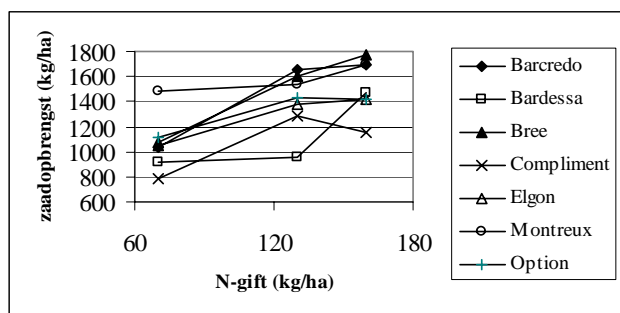 zaadopbrengst (kg/ha)
1800
1600
1400
1200
1000
800
600
60
120
180
N-gift (kg/ha)
Barcredo
Bardessa
Bree
Compliment
Elgon
Montreux
Option